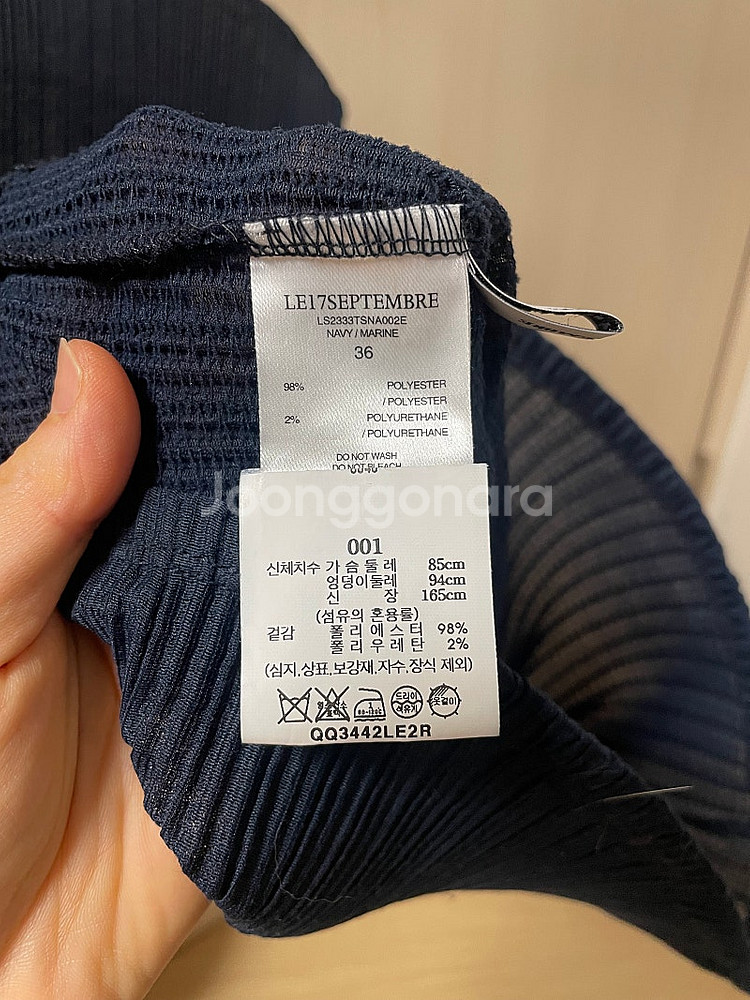 LE17SEPTEMBRE
LS2333TSNA002E
NAVY / MARINE
36
98% POLYESTER
/ POLYESTER
2% POLYURETHANE
/ POLYURETHANE
DO NOT WASH
DO NOT BLEACH
Joonggonara
001
신체치수 가 슴 둘 레 85cm
엉덩이둘레 94cm
신 장 165cm
(섬유의 혼용률)
겉감 폴 리 에 스 터 98%
폴 리 우 레 탄 2%
(심지,상표,보강재,자수,장식 제외)
드라이
옷걸이
QQ3442LE2R